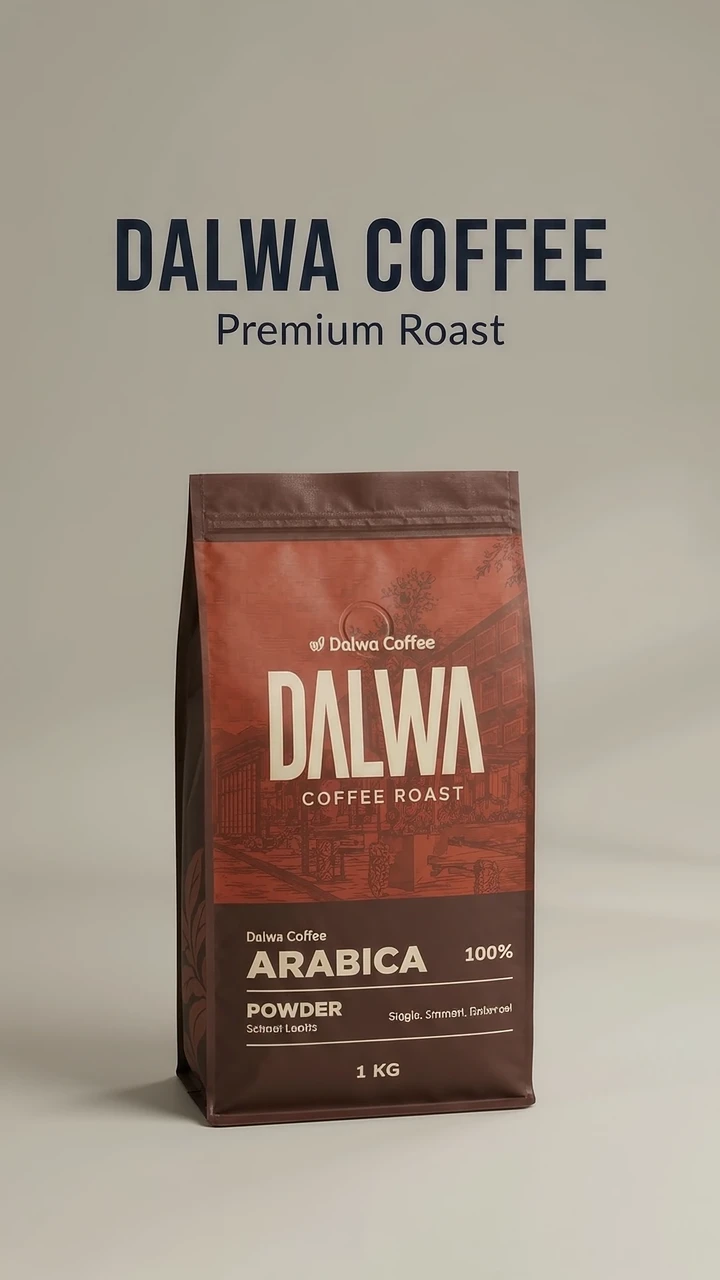 DALWA COFFEE
Premium Roast
Dalwa Coffee
DALWA
COFFEE ROAST
Dalwa Coffee
ARABICA
100%
POWDER
1 KG